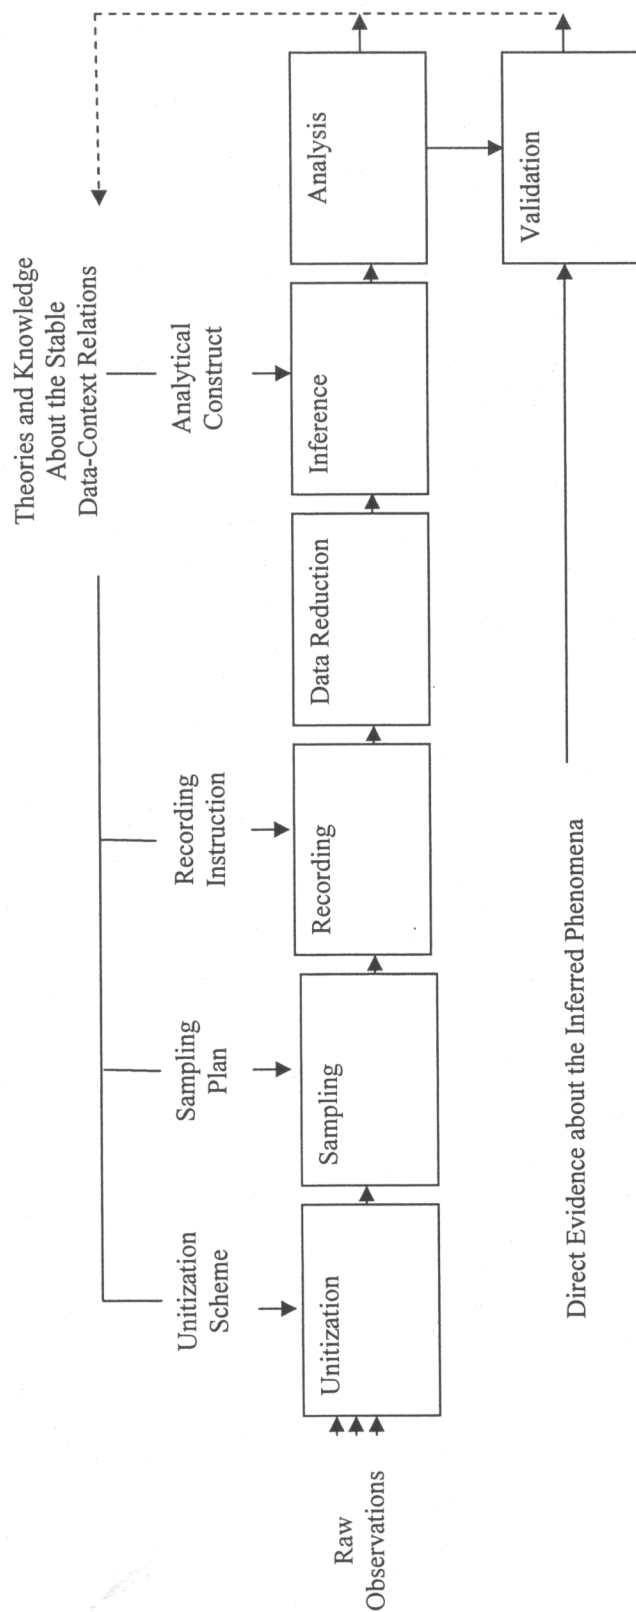 Theories and Knowledge
About the Stable
Data-Context Relations
Unitization
Scheme
Sampling
Plan
Recording
Instruction
Analytical
Construct
Raw
Observations
Unitization
Sampling
Recording
Data Reduction
Inference
Analysis
Validation
Direct Evidence about the Inferred Phenomena